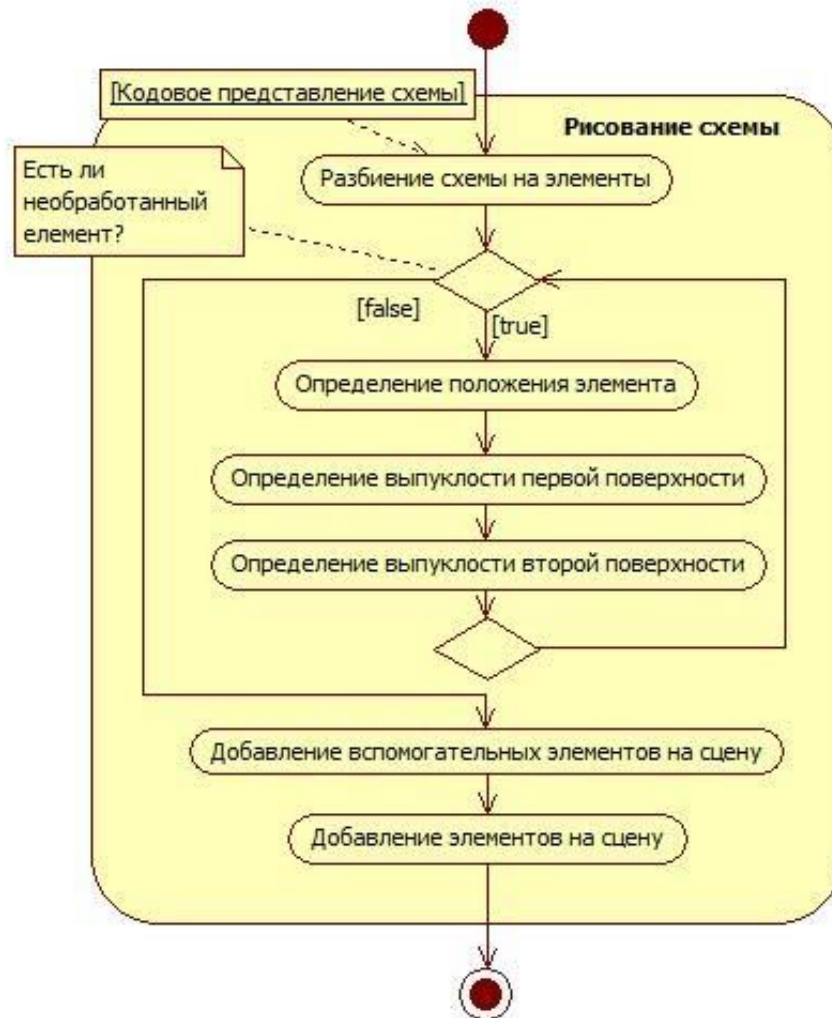 [Кодовое представление схемы]
Рисование схемы
Есть ли
необработанный
елемент?
Разбиение схемы на элементы
[false]
[true]
Определение положения элемента
Определение выпуклости первой поверхности
Определение выпуклости второй поверхности
Добавление вспомогательных элементов на сцену
Добавление элементов на сцену